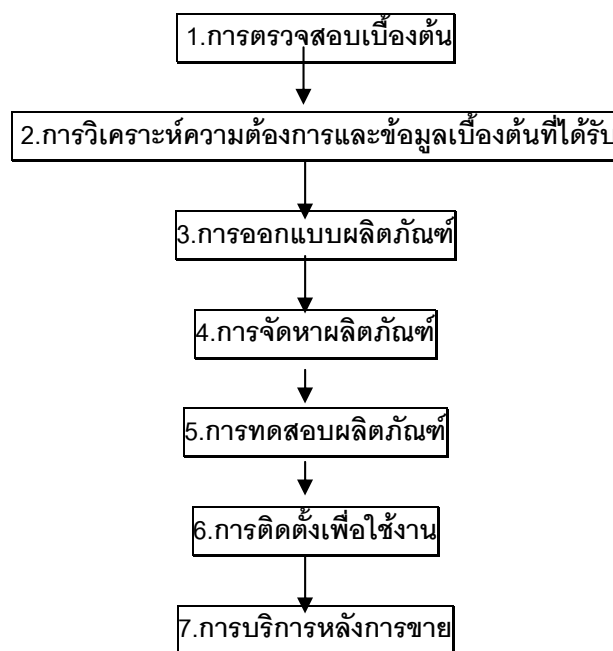 1.การตรวจสอบเบื้องต้น
2.การวิเคราะห์ความต้องการและข้อมูลเบื้องต้นที่ได้รับ
3.การออกแบบผลิตภัณฑ์
4.การจัดหาผลิตภัณฑ์
5.การทดสอบผลิตภัณฑ์
6.การติดตั้งเพื่อใช้งาน
7.การบริการหลังการขาย